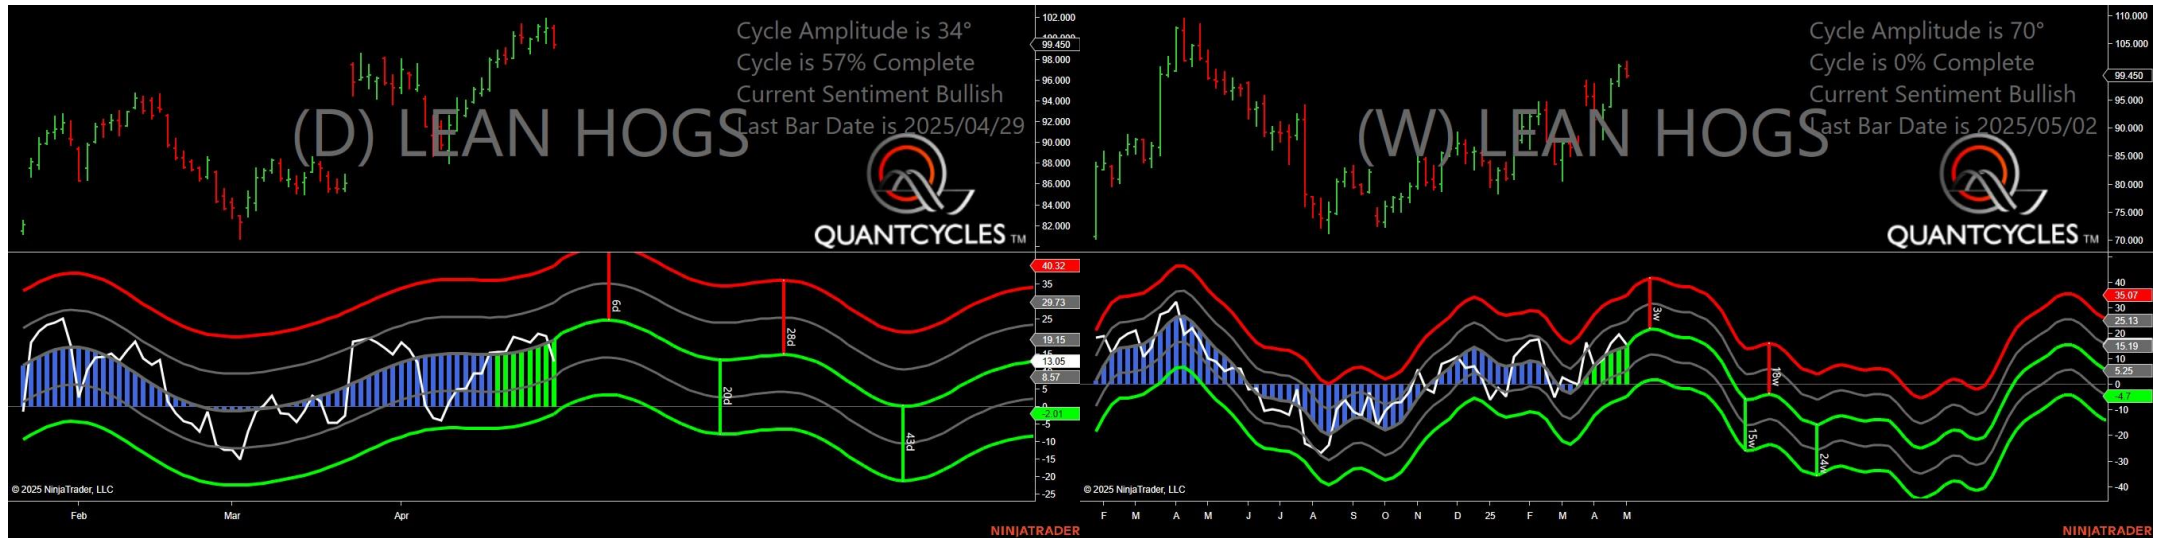 Cycle Amplitude is 34°
Cycle is 57% Complete
Current Sentiment Bullish
Last Bar Date is 2025/04/29
(D) LEAN HOGS
QUANTCYCLES TM
102.000
100.000
99.450
98.000
96.000
94.000
92.000
90.000
88.000
86.000
84.000
82.000
40.32
35
29.73
25
19.15
15
13.05
8.57
5
0
-2.01
-5
-10
-15
-20
-25
6d
28d
20d
43d
© 2025 NinjaTrader, LLC
Feb Mar Apr
NINJATRADER
Cycle Amplitude is 70°
Cycle is 0% Complete
Current Sentiment Bullish
Last Bar Date is 2025/05/02
(W) LEAN HOGS
QUANTCYCLES TM
110.000
105.000
99.450
95.000
90.000
85.000
80.000
75.000
70.000
40
35.07
25.13
20
15.19
10
5.25
0
-4.7
-10
-20
-30
-40
3w
18w
15w
24w
© 2025 NinjaTrader, LLC
F M A M J J A S O N D 25 F M A M
NINJATRADER